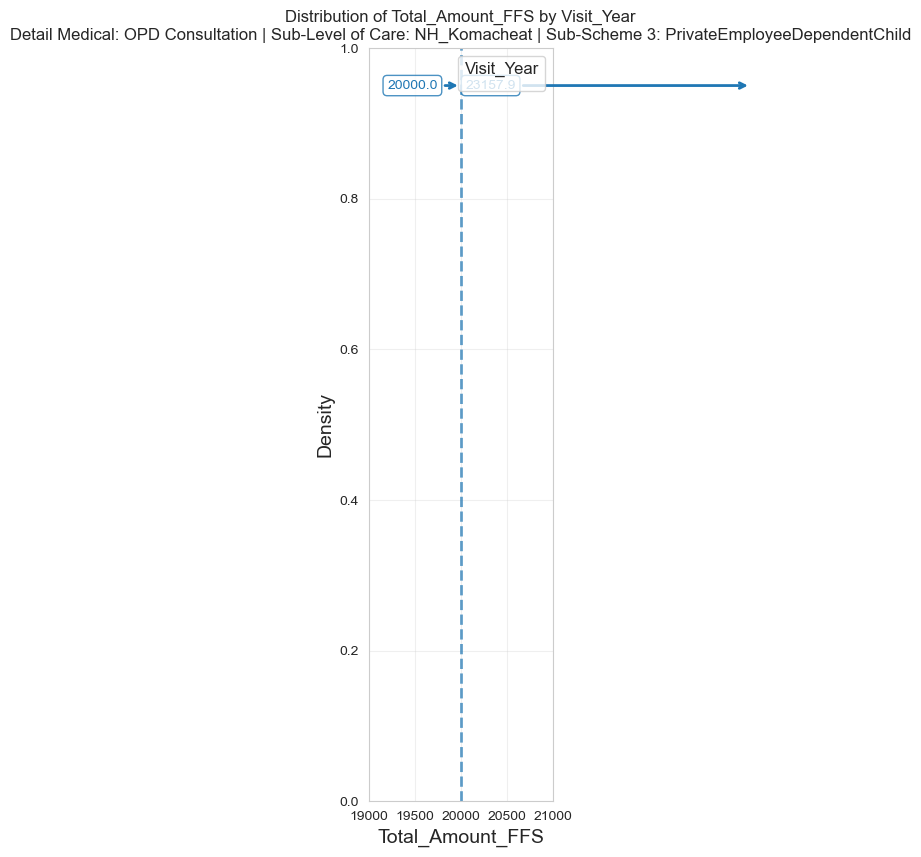 Distribution of Total_Amount_FFS by Visit_Year
Detail Medical: OPD Consultation | Sub-Level of Care: NH_Komacheat | Sub-Scheme 3: PrivateEmployeeDependentChild
1.0
Visit_Year
20000.0
23157.9
0.8
0.6
Density
0.4
0.2
0.0
19000 19500 20000 20500 21000
Total_Amount_FFS